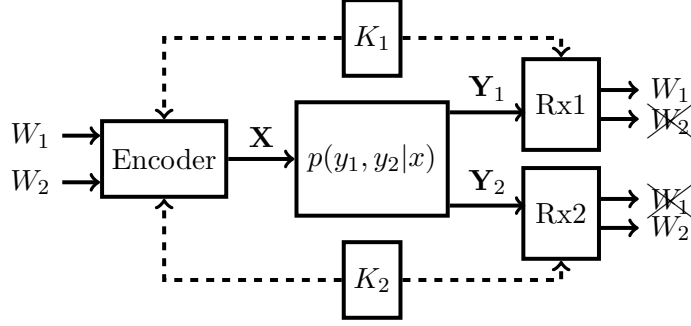 K₁
W₁
W₂
Encoder
X
p(y₁, y₂|x)
Y₁
Y₂
Rx1
W₁
W₂
Rx2
W₁
W₂
K₂